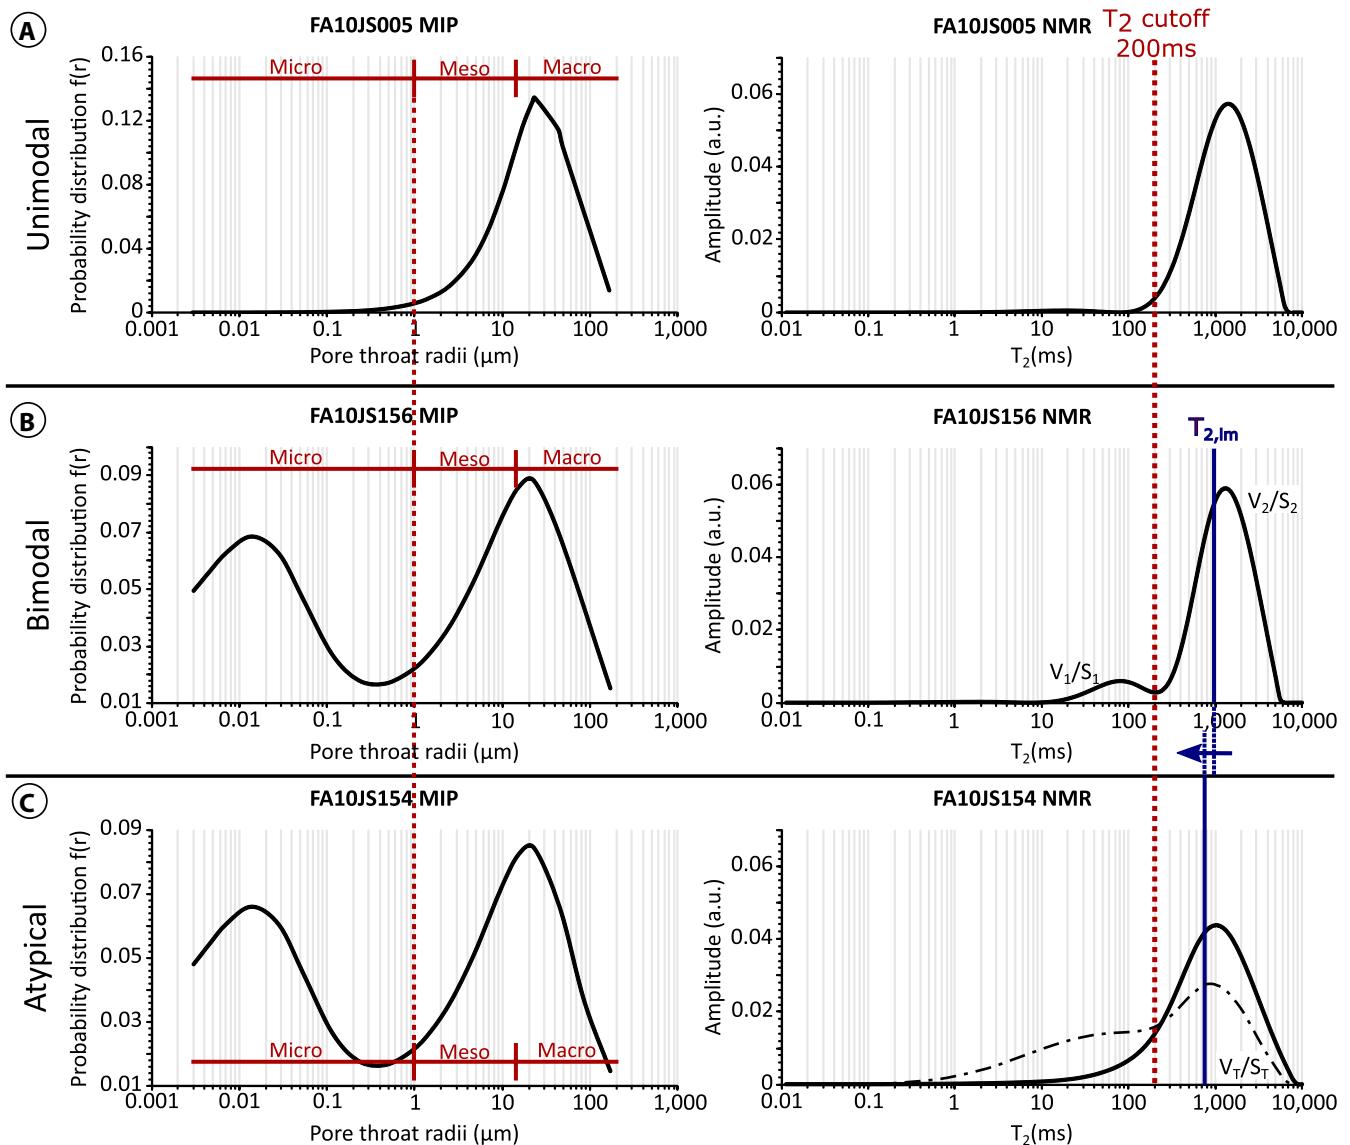 A
FA10JS005 MIP
FA10JS005 NMR
T2 cutoff
200ms
Unimodal
Probability distribution f(r)
0.16
0.12
0.08
0.04
0
Micro
Meso
Macro
0.001
0.01
0.1
1
10
100
1,000
Pore throat radii (µm)
Amplitude (a.u.)
0.06
0.04
0.02
0
0.01
0.1
1
10
100
1,000
10,000
T2(ms)
B
FA10JS156 MIP
FA10JS156 NMR
T2,lm
Bimodal
Probability distribution f(r)
0.09
0.07
0.05
0.03
0.01
Micro
Meso
Macro
0.001
0.01
0.1
1
10
100
1,000
Pore throat radii (µm)
Amplitude (a.u.)
0.06
0.04
0.02
0
V1/S1
V2/S2
0.01
0.1
1
10
100
1,000
10,000
T2(ms)
C
FA10JS154 MIP
FA10JS154 NMR
Atypical
Probability distribution f(r)
0.09
0.07
0.05
0.03
0.01
Micro
Meso
Macro
0.001
0.01
0.1
1
10
100
1,000
Pore throat radii (µm)
Amplitude (a.u.)
0.06
0.04
0.02
0
VT/ST
0.01
0.1
1
10
100
1,000
10,000
T2(ms)